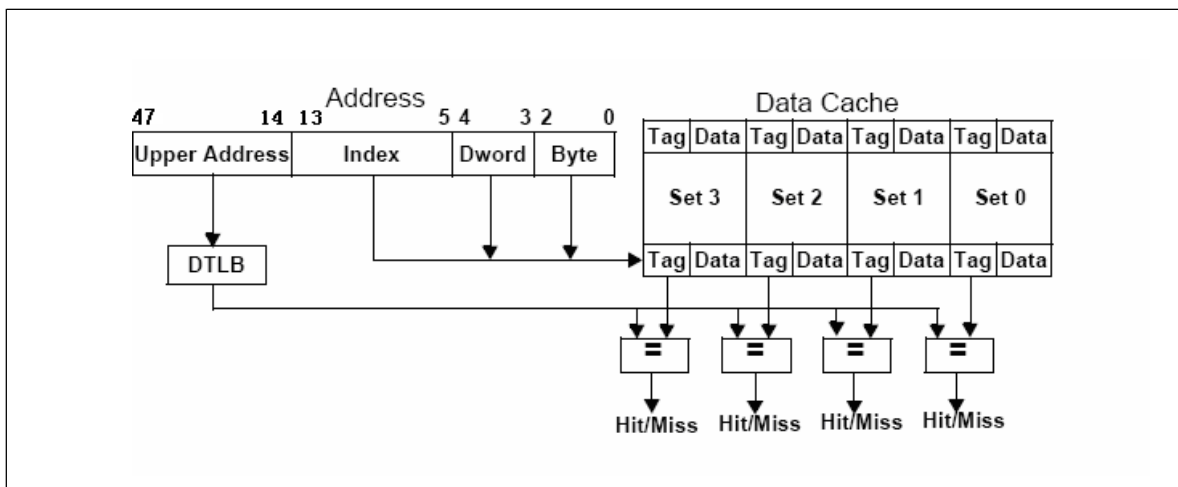 Address
47 14 13 5 4 3 2 0
Upper Address Index Dword Byte
DTLB
Data Cache
Tag Data Tag Data Tag Data Tag Data
Set 3 Set 2 Set 1 Set 0
Tag Data Tag Data Tag Data Tag Data
= = = =
Hit/Miss Hit/Miss Hit/Miss Hit/Miss